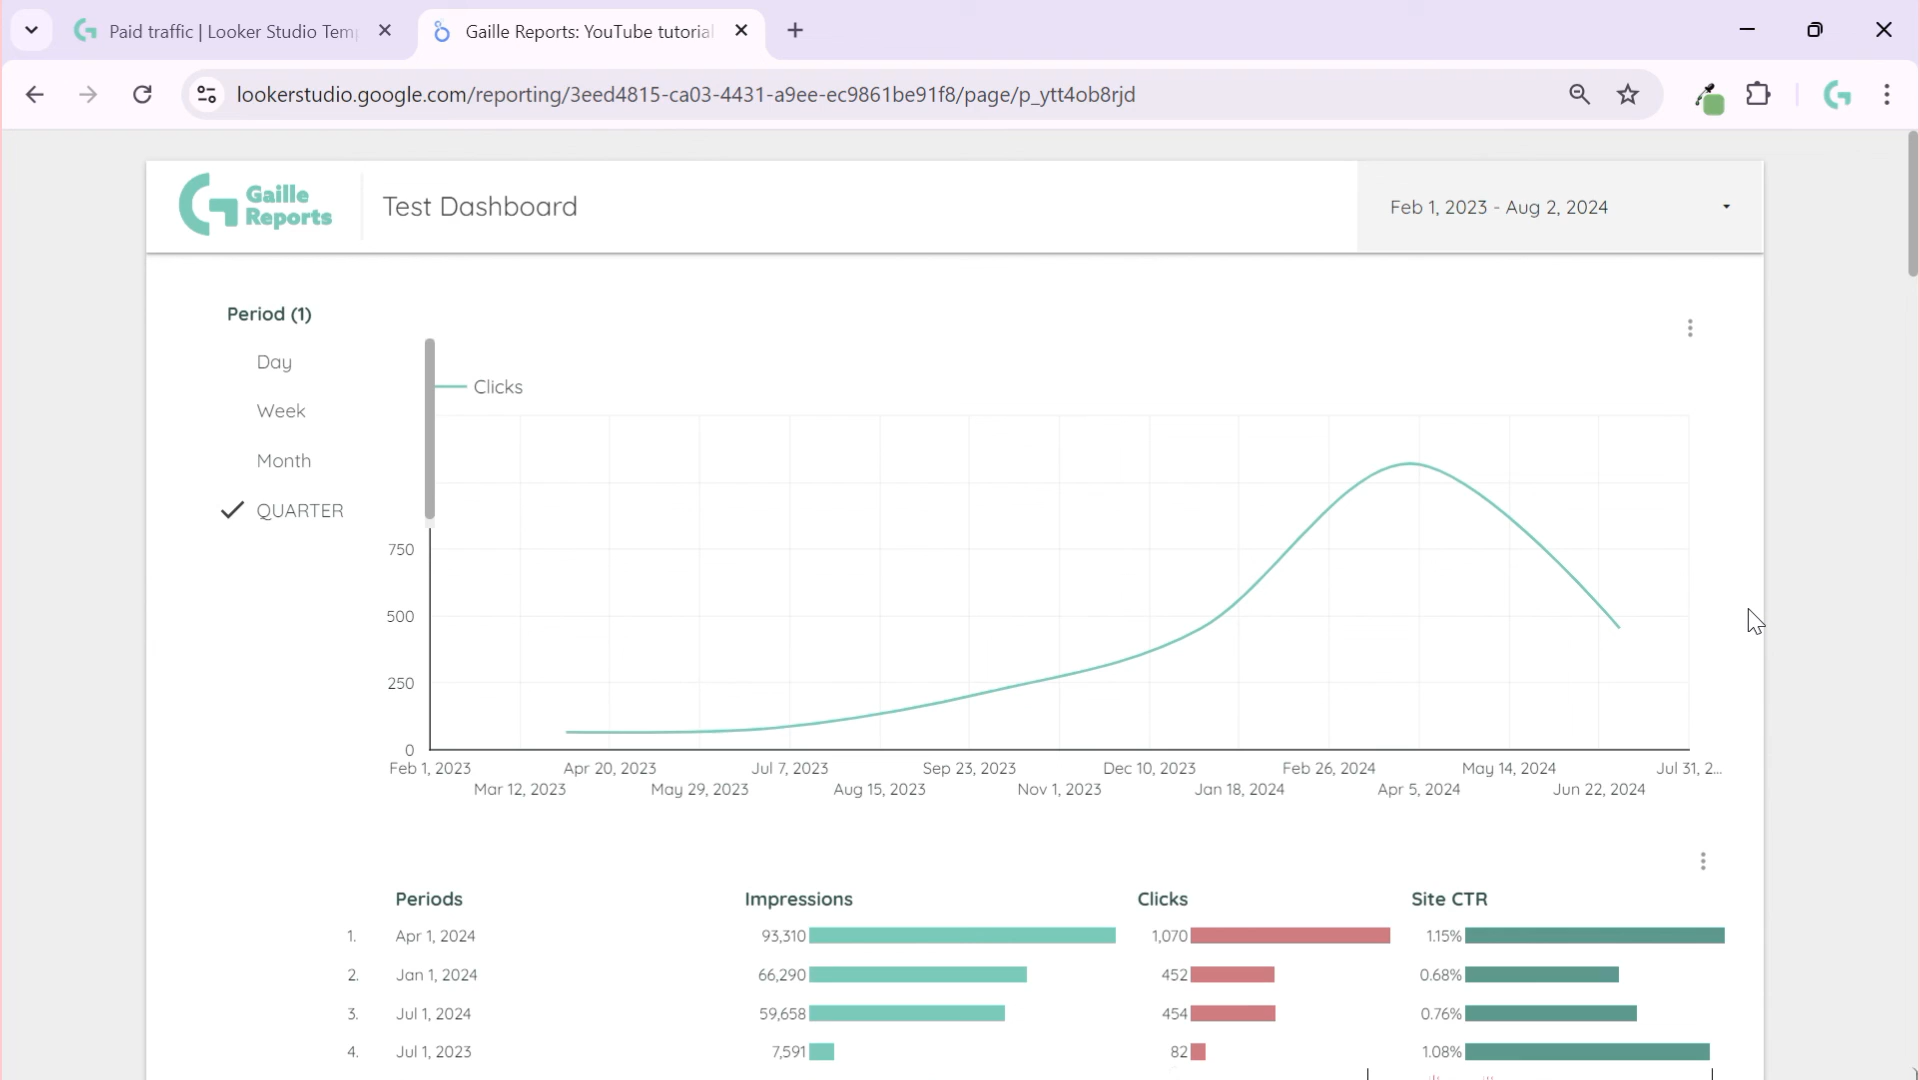 Paid traffic | Looker Studio Temp
Gaille Reports: YouTube tutorial
lookerstudio.google.com/reporting/3eed4815-ca03-4431-a9ee-ec9861be91f8/page/p_ytt4ob8rjd
Gaille
Reports
Test Dashboard
Feb 1, 2023 - Aug 2, 2024
Period (1)
Day
Week
Month
QUARTER
Clicks
750
500
250
0
Feb 1, 2023 Apr 20, 2023 Jul 7, 2023 Sep 23, 2023 Dec 10, 2023 Feb 26, 2024 May 14, 2024 Jul 31, 2...
Mar 12, 2023 May 29, 2023 Aug 15, 2023 Nov 1, 2023 Jan 18, 2024 Apr 5, 2024 Jun 22, 2024
Periods Impressions Clicks Site CTR
1. Apr 1, 2024 93,310 1,070 1.15%
2. Jan 1, 2024 66,290 452 0.68%
3. Jul 1, 2024 59,658 454 0.76%
4. Jul 1, 2023 7,591 82 1.08%